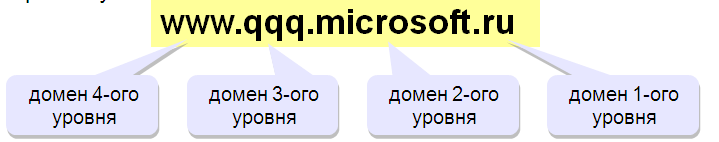 www.qqq.microsoft.ru
домен 4-ого
уровня
домен 3-ого
уровня
домен 2-ого
уровня
домен 1-ого
уровня